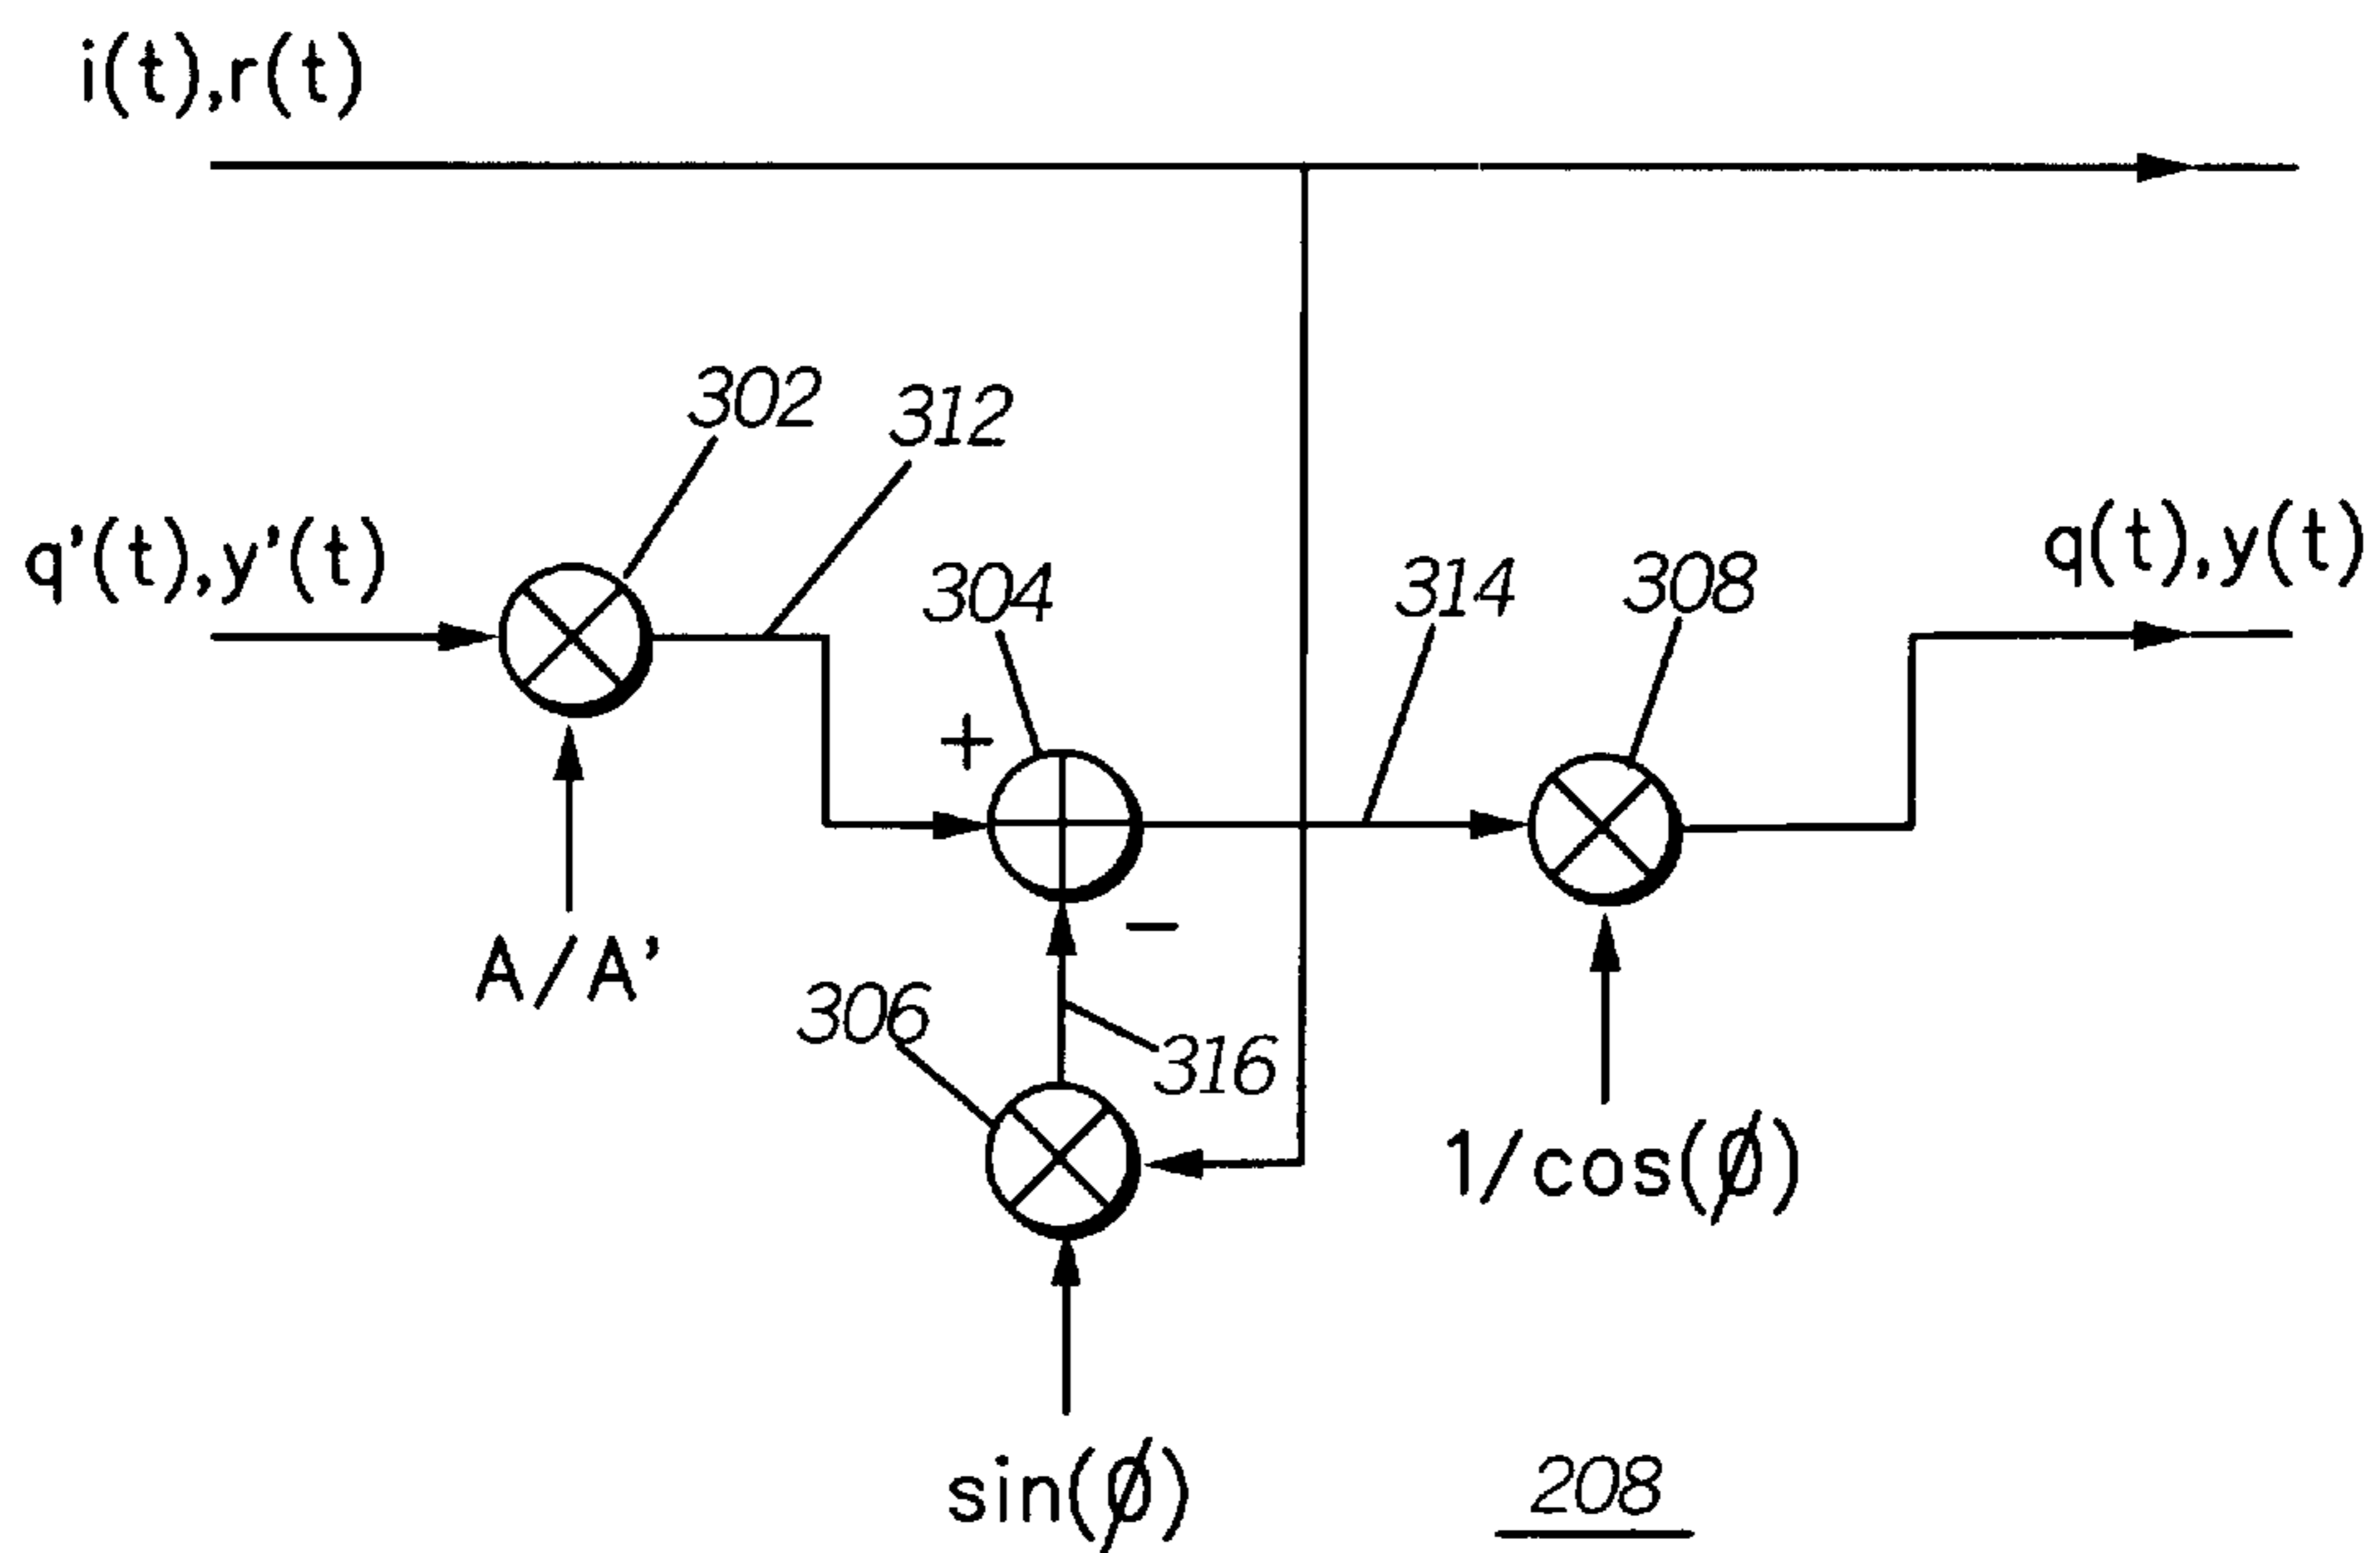 i(t),r(t)
302
312
q'(t),y'(t)
304
314
308
q(t),y(t)
+
A/A'
−
306
316
1/cos(ø)
sin(ø)
208